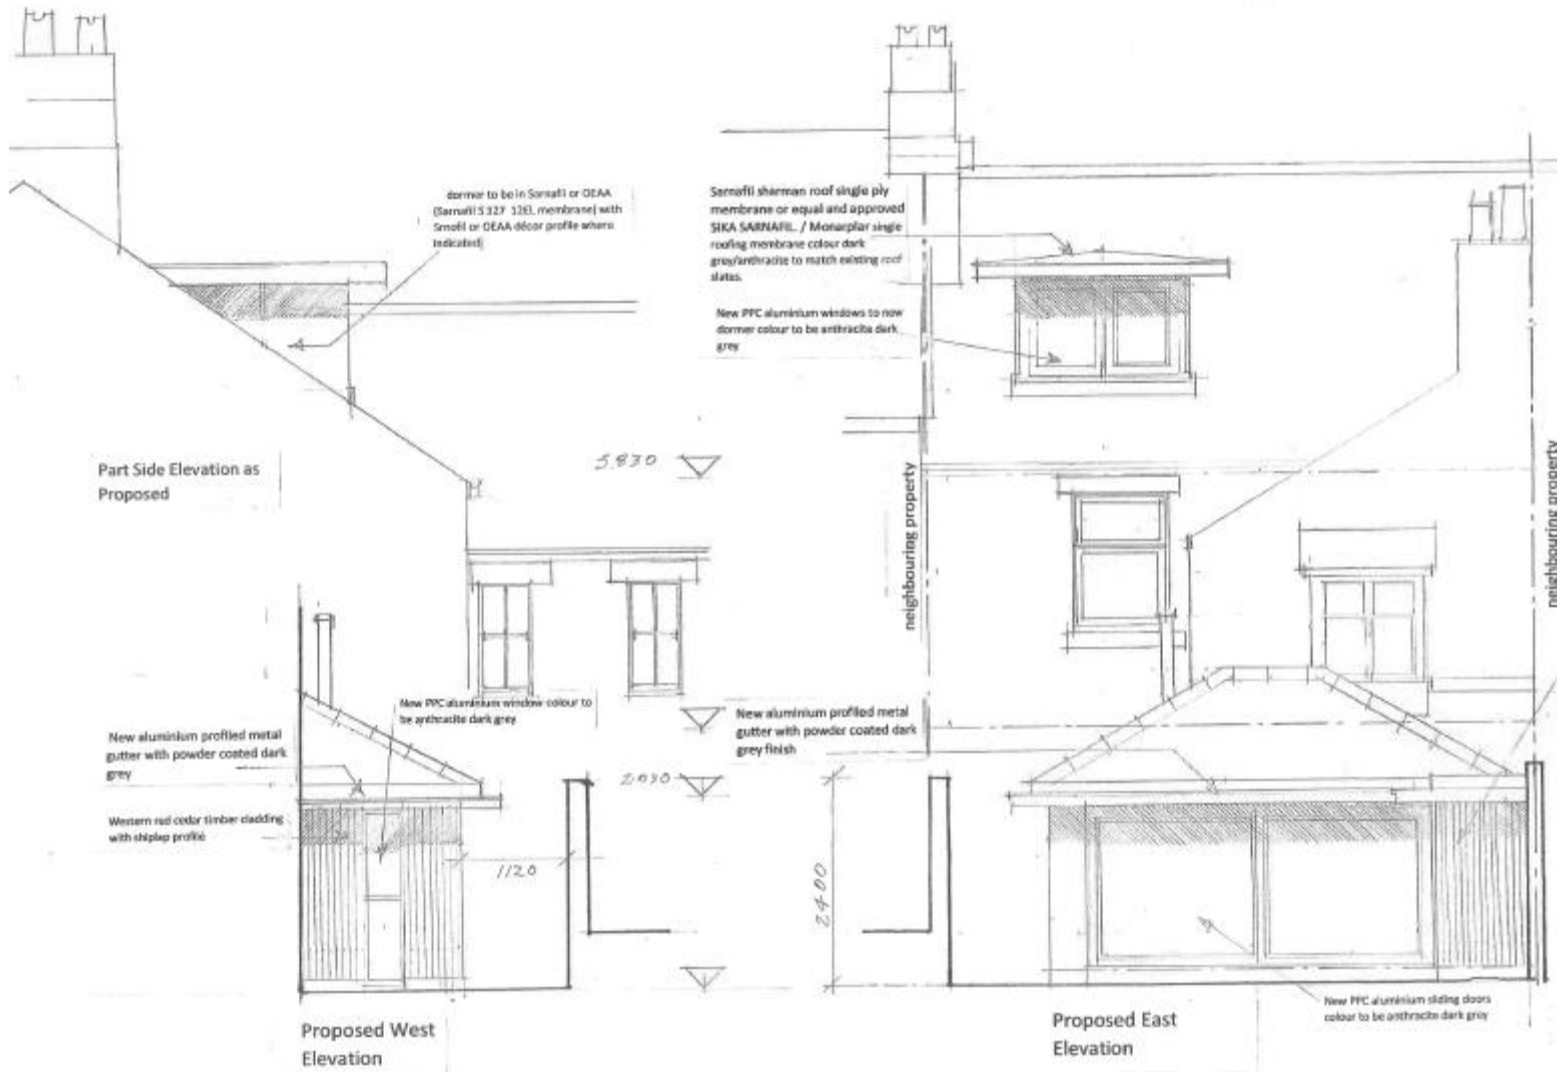 dormer to be in Sarnafil or OEAA
(Sarnafil S 327 12EL membrane) with
Srnofil or OEAA décor profile where
indicated)
Sarnafil sharman roof single ply
membrane or equal and approved
SIKA SARNAFIL. / Monarplar single
roofing membrane colour dark
grey/anthracite to match existing roof
slates.
New PPC aluminium windows to new
dormer colour to be anthracite dark
grey
Part Side Elevation as
Proposed
5.830
neighbouring property
neighbouring property
New PPC aluminium window colour to
be anthracite dark grey
New aluminium profiled metal
gutter with powder coated dark
grey
Western red cedar timber cladding
with shiplap profile
New aluminium profiled metal
gutter with powder coated dark
grey finish
1120
2400
Proposed West
Elevation
Proposed East
Elevation
New PPC aluminium sliding doors
colour to be anthracite dark grey